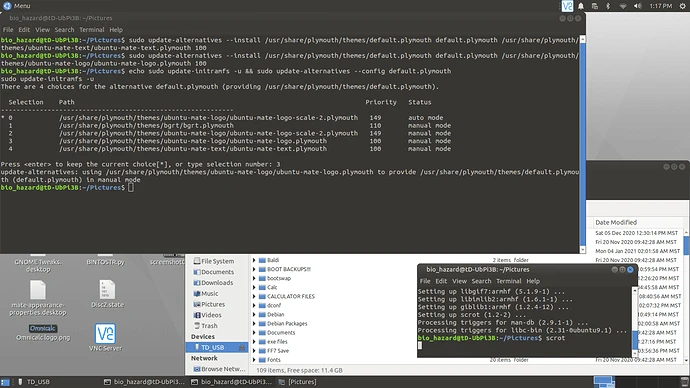 Menu
1:17 PM
bio_hazard@tD-UbPi3B:~/Pictures
File Edit View Search Terminal Help
bio_hazard@tD-UbPi3B:~/Pictures$ sudo update-alternatives --install /usr/share/plymouth/themes/default.plymouth default.plymouth /usr/share/plymouth/
themes/ubuntu-mate-text/ubuntu-mate-text.plymouth 100
bio_hazard@tD-UbPi3B:~/Pictures$ sudo update-alternatives --install /usr/share/plymouth/themes/default.plymouth default.plymouth /usr/share/plymouth/
themes/ubuntu-mate-logo/ubuntu-mate-logo.plymouth 100
bio_hazard@tD-UbPi3B:~/Pictures$ echo sudo update-initramfs -u && sudo update-alternatives --config default.plymouth
sudo update-initramfs -u
There are 4 choices for the alternative default.plymouth (providing /usr/share/plymouth/themes/default.plymouth).
Selection Path Priority Status
------------------------------------------------------------
* 0 /usr/share/plymouth/themes/ubuntu-mate-logo/ubuntu-mate-logo-scale-2.plymouth 149 auto mode
1 /usr/share/plymouth/themes/bgrt/bgrt.plymouth 110 manual mode
2 /usr/share/plymouth/themes/ubuntu-mate-logo/ubuntu-mate-logo-scale-2.plymouth 149 manual mode
3 /usr/share/plymouth/themes/ubuntu-mate-logo/ubuntu-mate-logo.plymouth 100 manual mode
4 /usr/share/plymouth/themes/ubuntu-mate-text/ubuntu-mate-text.plymouth 100 manual mode
Press <enter> to keep the current choice[*], or type selection number: 3
update-alternatives: using /usr/share/plymouth/themes/ubuntu-mate-logo/ubuntu-mate-logo.plymouth to provide /usr/share/plymouth/themes/default.plymou
th (default.plymouth) in manual mode
bio_hazard@tD-UbPi3B:~/Pictures$
Date Modified
Sat 05 Dec 2020 12:30:14 PM MST
Fri 20 Nov 2020 09:42:28 AM MST
Mon 04 Jan 2021 02:01:58 AM MST
Fri 20 Nov 2020 09:42:28 AM MST
GNOME.Tweaks.
desktop
BINTOSTR.py
screenshot
mate-appearance-
properties.desktop
Disc2.state
Omnicalc
Omnicalc logo.png
VNC Server
File System
Documents
Downloads
Music
Pictures
Videos
Trash
Devices
TD_USB
Network
Browse Netw...
Baldi
2 items folder
BOOT BACKUPS!!!
bootswap
Calc
CALCULATOR FILES
dconf
Debian
Debian Packages
Documents
exe files
FF7 Save
Fonts
109 items, Free space: 11.4 GB
bio_hazard@tD-UbPi3B: ~/Pictures
File Edit View Search Terminal Help
Setting up libgif7:armhf (5.1.9-1) ...
Setting up libimlib2:armhf (1.6.1-1) ...
Setting up giblib1:armhf (1.2.4-12) ...
Setting up scrot (1.2-2) ...
Processing triggers for man-db (2.9.1-1) ...
Processing triggers for libc-bin (2.31-0ubuntu9.1) ...
bio_hazard@tD-UbPi3B:~/Pictures$ scrot
TD_USB
bio_hazard@tD-UbPi3...
bio_hazard@tD-UbPi3...
[Pictures]